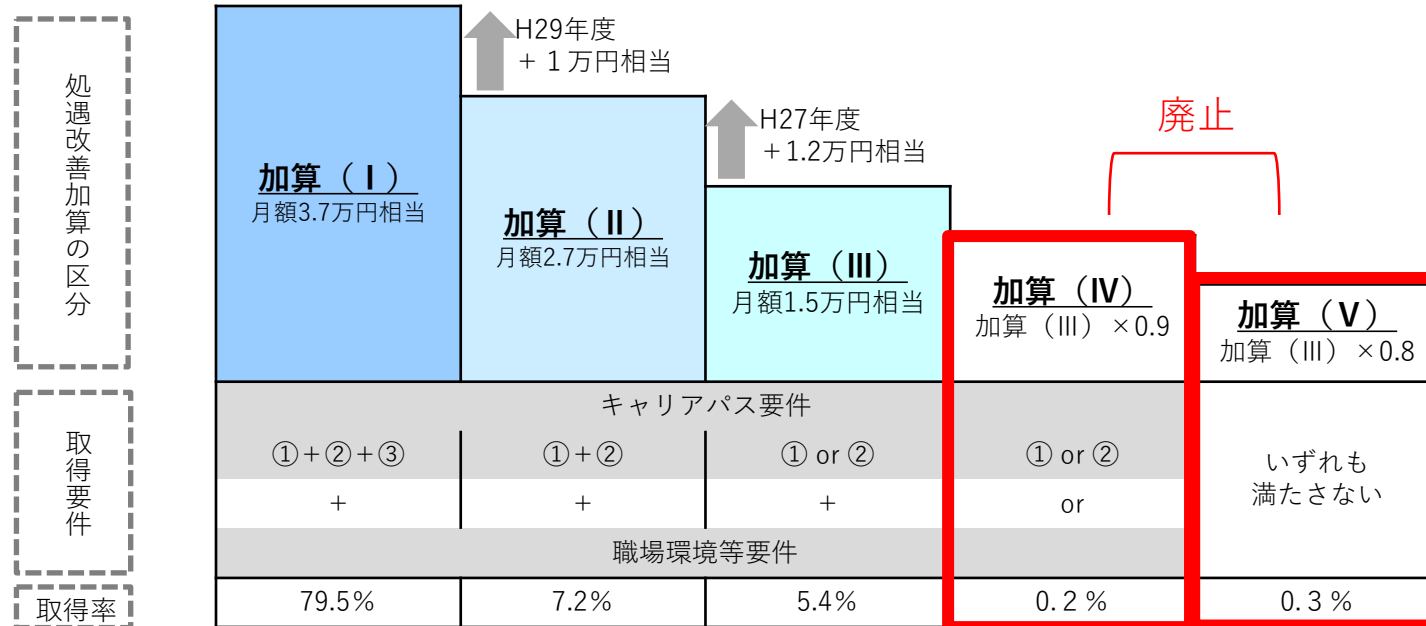 処遇改善加算の区分
H29年度
+ 1 万円相当
H27年度
+1.2万円相当
廃止
加算(Ⅰ)
月額3.7万円相当
加算(Ⅱ)
月額2.7万円相当
加算(Ⅲ)
月額1.5万円相当
加算(Ⅳ)
加算(Ⅲ)×0.9
加算(Ⅴ)
加算(Ⅲ)×0.8
取得要件
キャリアパス要件
①+②+③ ①+② ① or ② ① or ②
いずれも
満たさない
+ + + or
職場環境等要件
取得率 79.5% 7.2% 5.4% 0.2 % 0.3 %